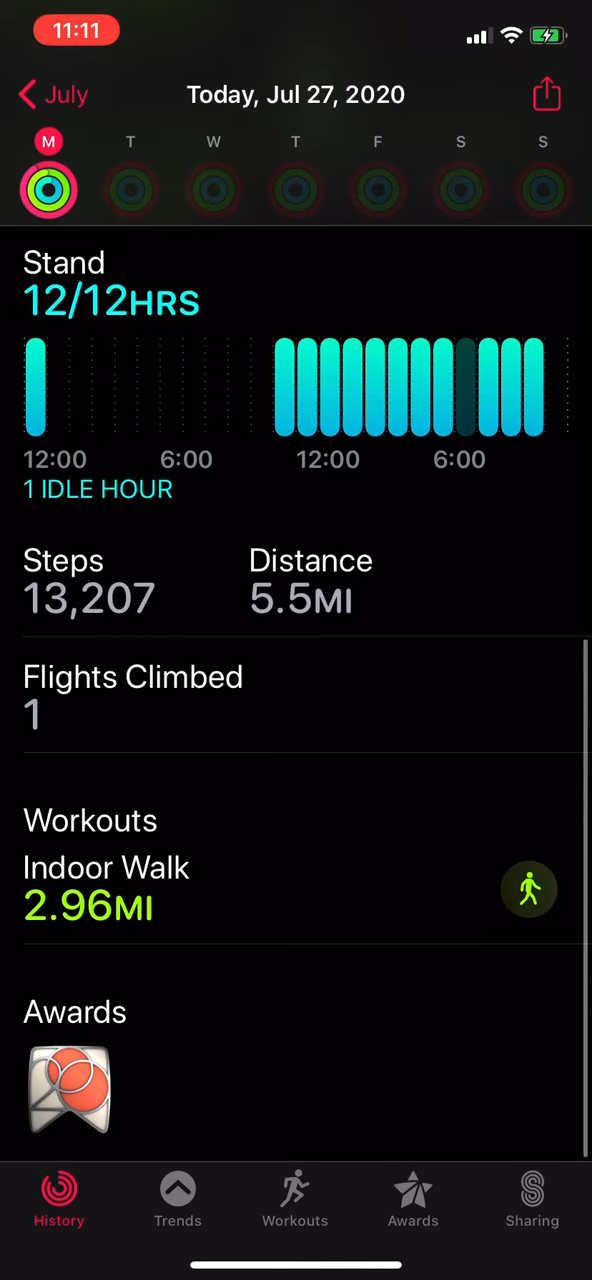 11:11
July
Today, Jul 27, 2020
M T W T F S S
Stand
12/12HRS
12:00 6:00 12:00 6:00
1 IDLE HOUR
Steps Distance
13,207 5.5MI
Flights Climbed
1
Workouts
Indoor Walk
2.96MI
Awards
History Trends Workouts Awards Sharing